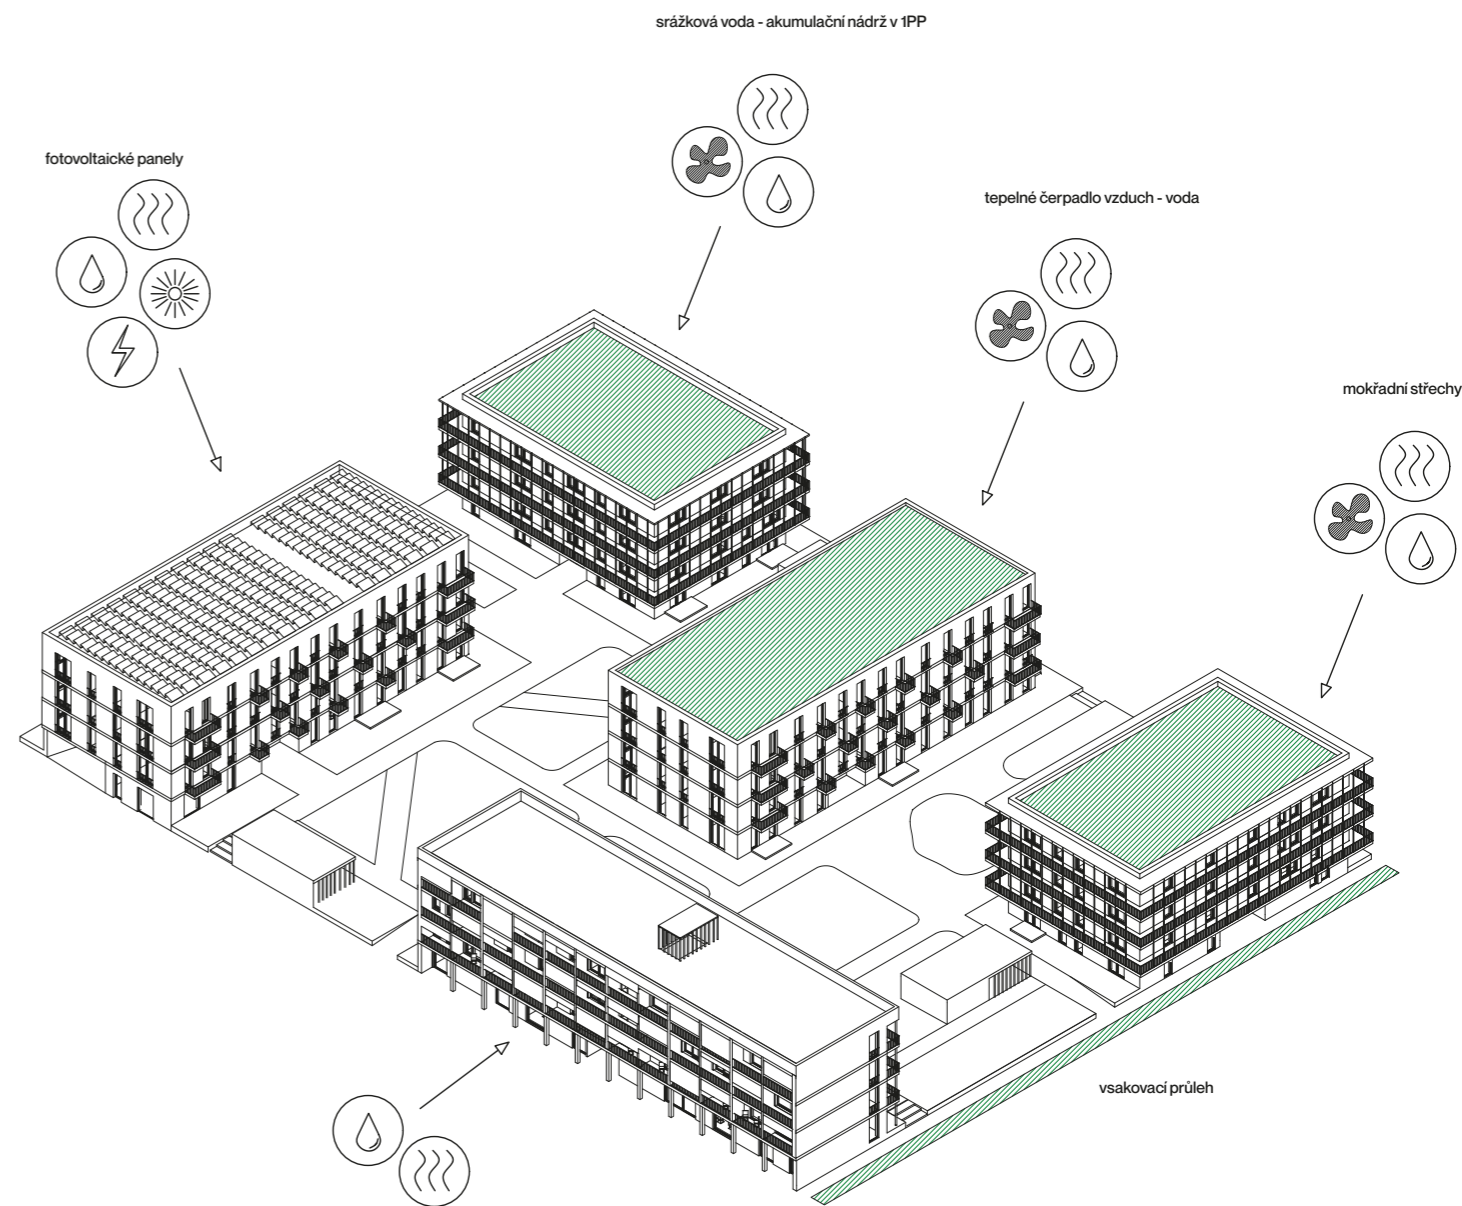 srážková voda - akumulační nádrž v 1PP
fotovoltaické panely
tepelné čerpadlo vzduch - voda
mokřadní střechy
vsakovací průleh